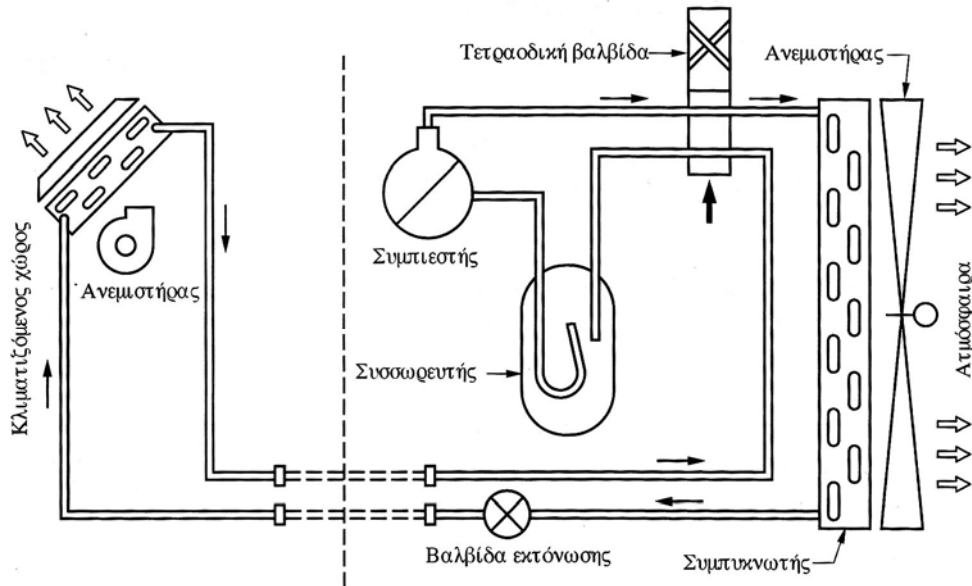 Τετραοδική βαλβίδα
Ανεμιστήρας
Συμπιεστής
Ανεμιστήρας
Κλιματιζόμενος χώρος
Ατμόσφαιρα
Συσσωρευτής
Βαλβίδα εκτόνωσης
Συμπυκνωτής